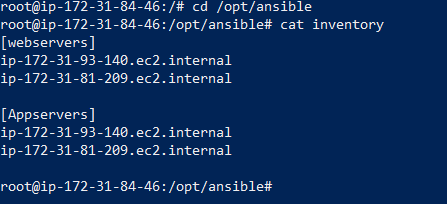 root@ip-172-31-84-46:/# cd /opt/ansible
root@ip-172-31-84-46:/opt/ansible# cat inventory
[webservers]
ip-172-31-93-140.ec2.internal
ip-172-31-81-209.ec2.internal

[Appservers]
ip-172-31-93-140.ec2.internal
ip-172-31-81-209.ec2.internal

root@ip-172-31-84-46:/opt/ansible#